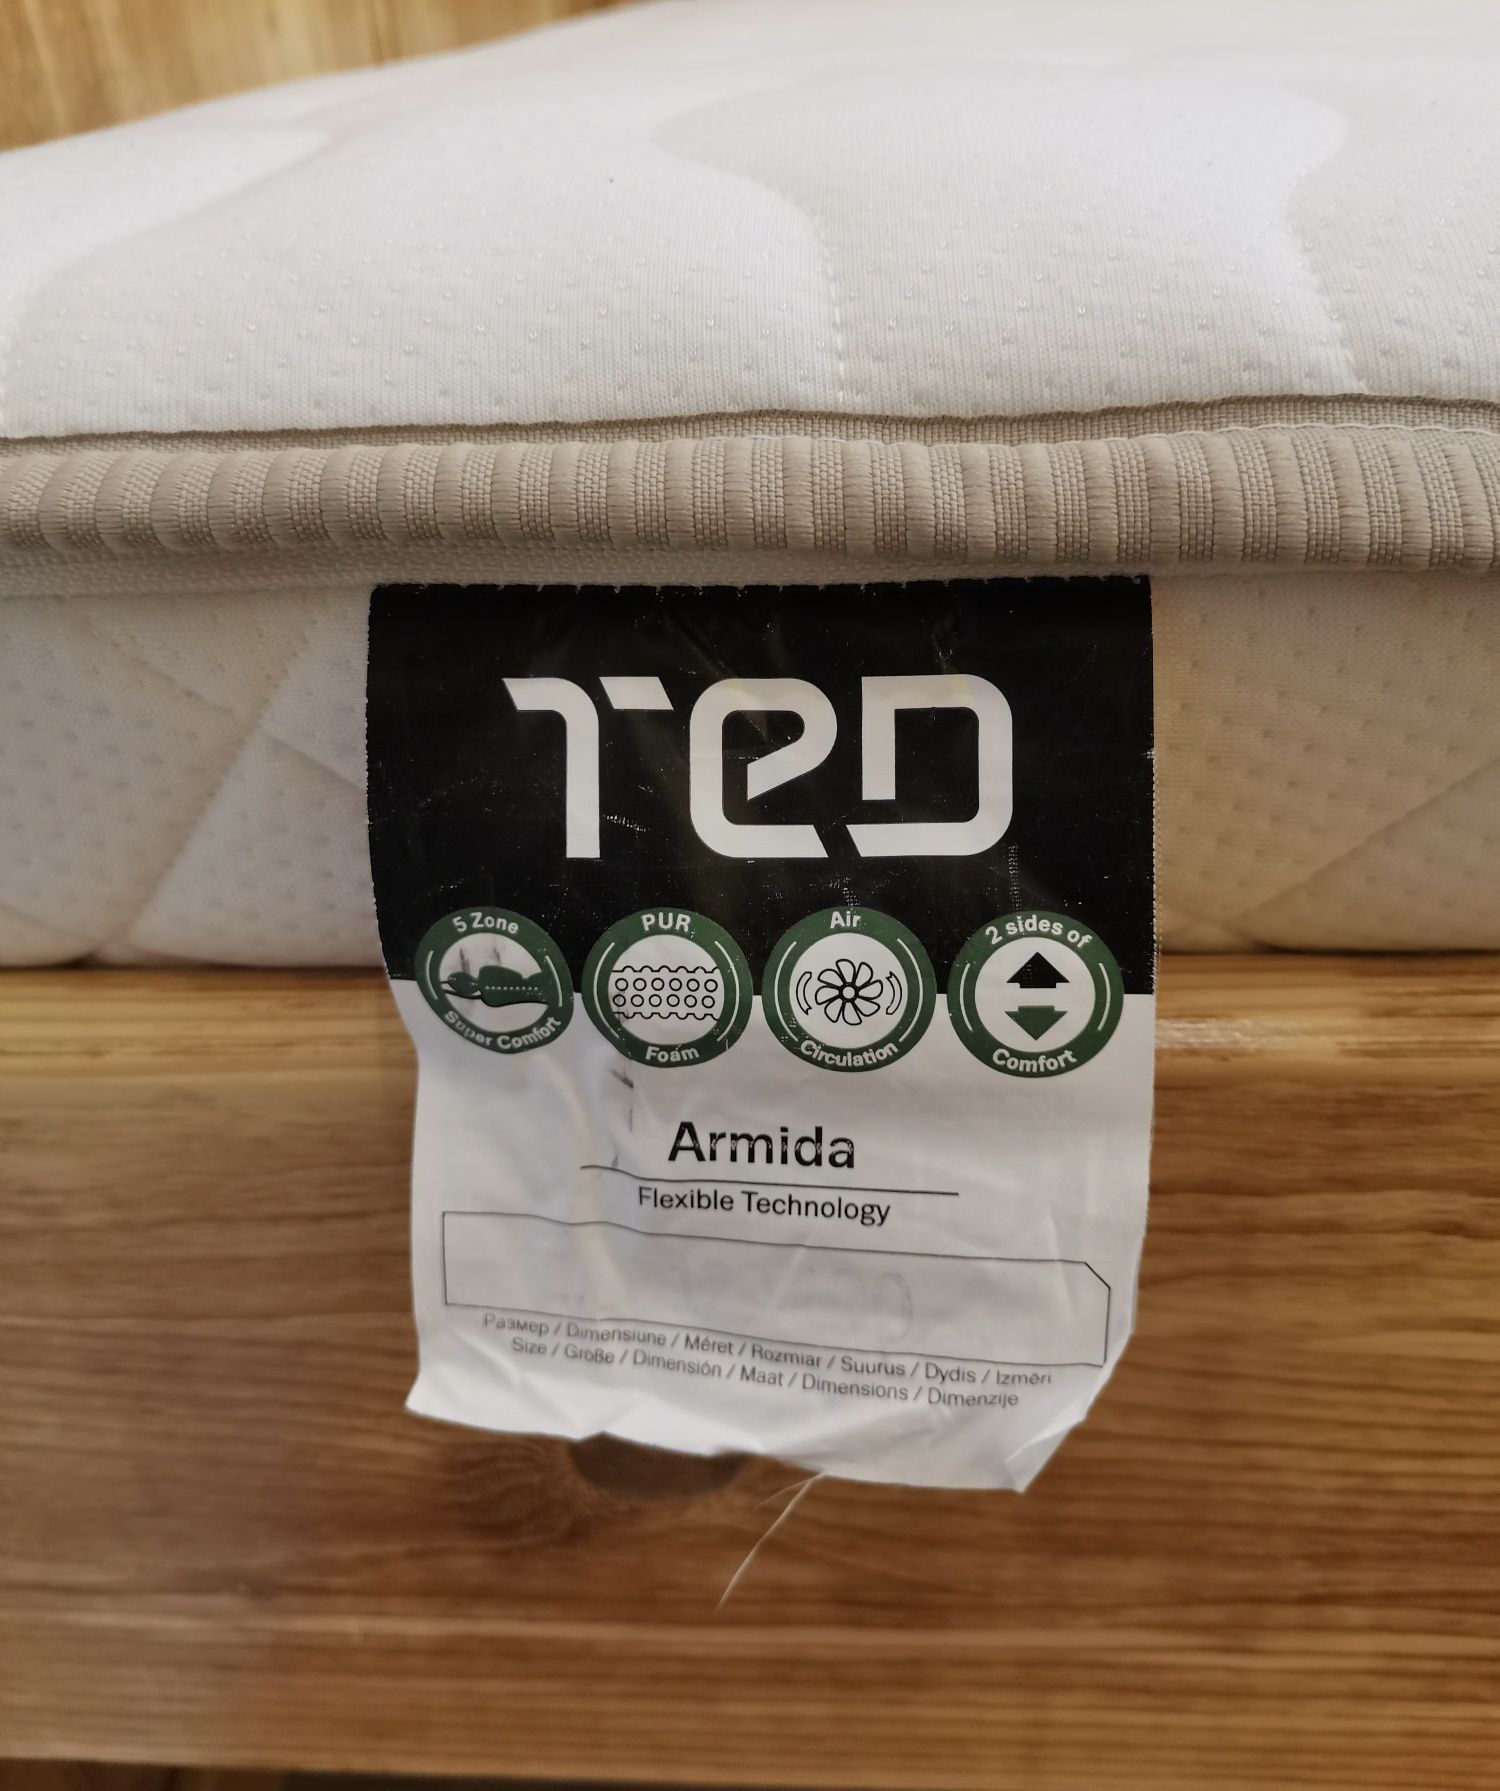 TED
5 Zone
Super Comfort
PUR
Foam
Air
Circulation
2 sides of
Comfort
Armida
Flexible Technology
Размер / Dimensiune / Méret / Rozmiar / Suurus / Dydis / Izmēri
Size / Größe / Dimensión / Maat / Dimensions / Dimenzije